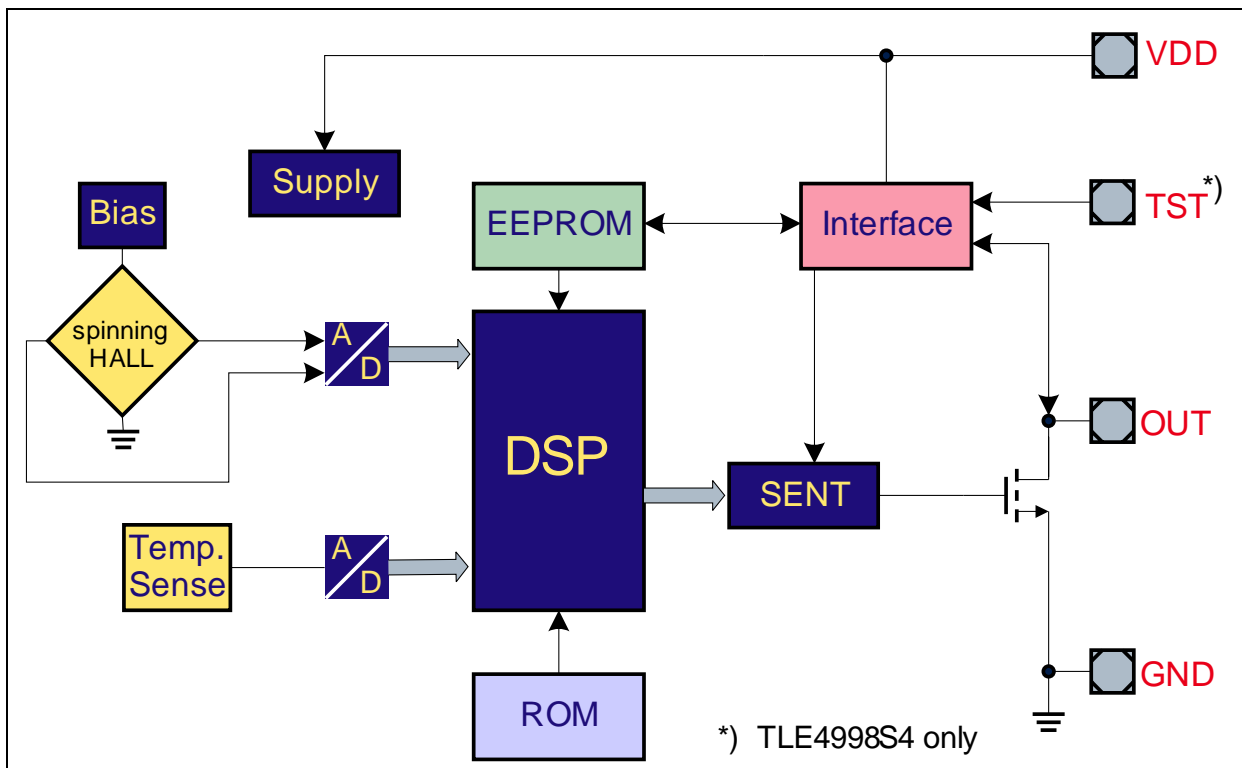 VDD
Supply
Bias
EEPROM
Interface
TST*)
spinning
HALL
A
D
DSP
OUT
SENT
Temp.
Sense
A
D
GND
ROM
*) TLE4998S4 only